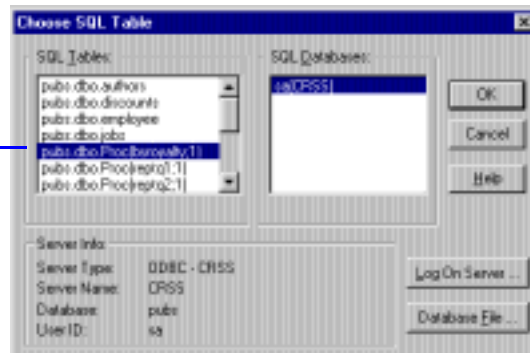 Choose SQL Table
SQL Tables:
pubs.dbo.authors
pubs.dbo.discounts
pubs.dbo.employee
pubs.dbo.jobs
pubs.dbo.Proc(byroyalty;1)
pubs.dbo.Proc(reptq1;1)
pubs.dbo.Proc(reptq2;1)
SQL Databases:
sa(CRSS)
OK
Cancel
Help
Server Info:
Server Type: ODBC - CRSS
Server Name: CRSS
Database: pubs
User ID: sa
Log On Server ...
Database File ...